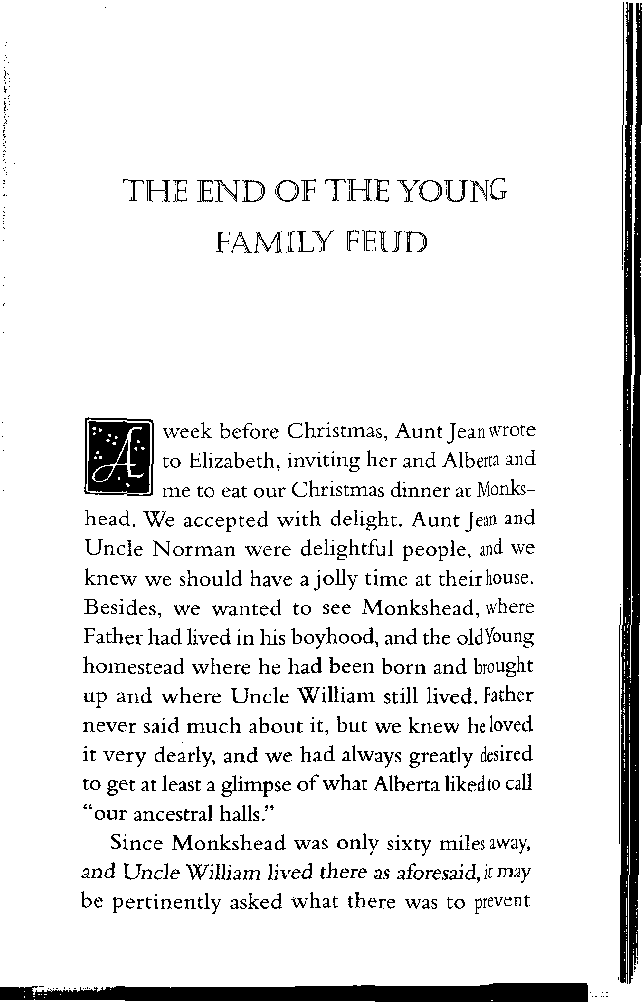 THE END OF THE YOUNG
FAMILY FEUD
A week before Christmas, Aunt Jean wrote
to Elizabeth, inviting her and Alberta and
me to eat our Christmas dinner at Monks-
head. We accepted with delight. Aunt Jean and
Uncle Norman were delightful people, and we
knew we should have a jolly time at their house.
Besides, we wanted to see Monkshead, where
Father had lived in his boyhood, and the old Young
homestead where he had been born and brought
up and where Uncle William still lived. Father
never said much about it, but we knew he loved
it very dearly, and we had always greatly desired
to get at least a glimpse of what Alberta liked to call
“our ancestral halls.”
Since Monkshead was only sixty miles away,
and Uncle William lived there as aforesaid, it may
be pertinently asked what there was to prevent